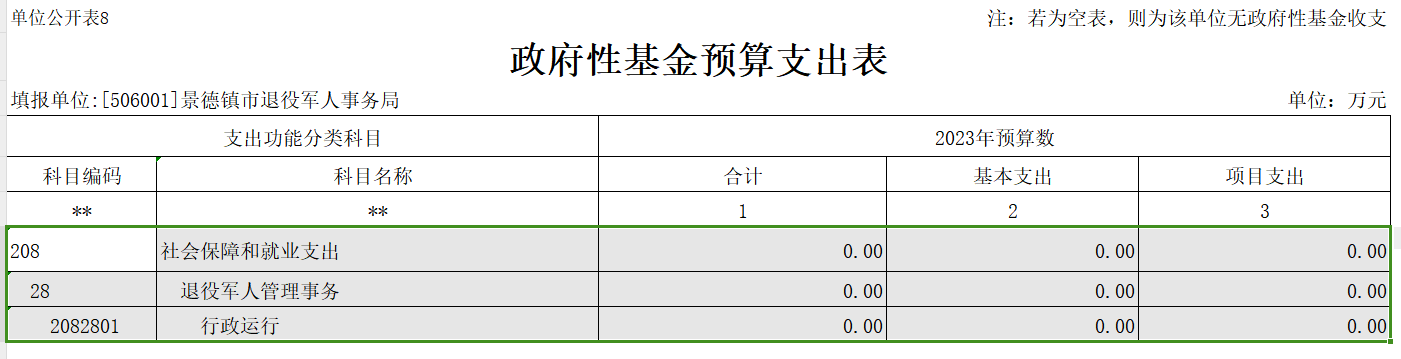 单位公开表8 注：若为空表，则为该单位无政府性基金收支
政府性基金预算支出表
填报单位:[506001]景德镇市退役军人事务局 单位：万元
支出功能分类科目 2023年预算数
科目编码 科目名称 合计 基本支出 项目支出
** ** 1 2 3
208 社会保障和就业支出 0.00 0.00 0.00
28 退役军人管理事务 0.00 0.00 0.00
2082801 行政运行 0.00 0.00 0.00